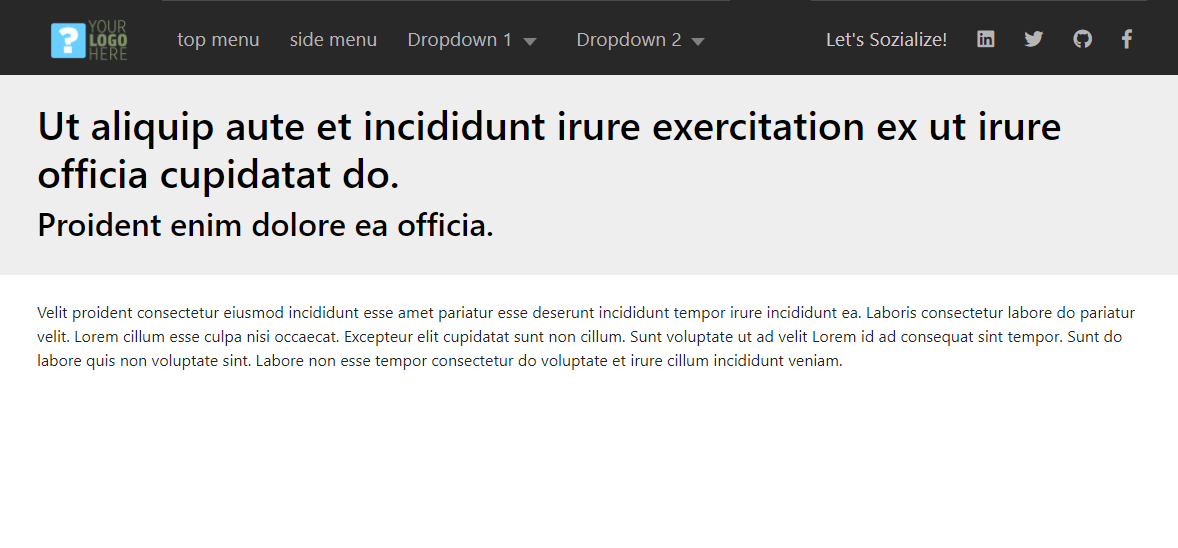 YOUR
LOGO
HERE
top menu side menu Dropdown 1 Dropdown 2 Let's Sozialize!
Ut aliquip aute et incididunt irure exercitation ex ut irure
officia cupidatat do.
Proident enim dolore ea officia.
Velit proident consectetur eiusmod incididunt esse amet pariatur esse deserunt incididunt tempor irure incididunt ea. Laboris consectetur labore do pariatur
velit. Lorem cillum esse culpa nisi occaecat. Excepteur elit cupidatat sunt non cillum. Sunt voluptate ut ad velit Lorem id ad consequat sint tempor. Sunt do
labore quis non voluptate sint. Labore non esse tempor consectetur do voluptate et irure cillum incididunt veniam.